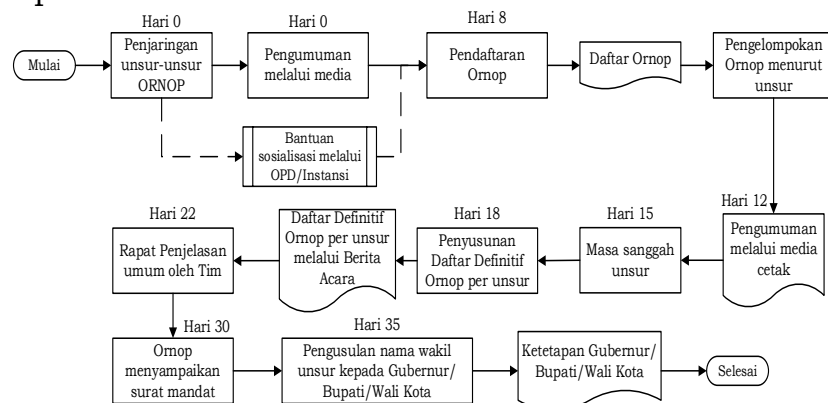 Hari 0
Hari 0
Hari 8
Mulai
Penjaringan
unsur-unsur
ORNOP
Pengumuman
melalui media
Pendaftaran
Ornop
Daftar Ornop
Pengelompokan
Ornop menurut
unsur
Bantuan
sosialisasi melalui
OPD/Instansi
Hari 12
Pengumuman
melalui media
cetak
Hari 15
Masa sanggah
unsur
Hari 18
Penyusunan
Daftar Definitif
Ornop per unsur
Daftar Definitif
Ornop per unsur
melalui Berita
Acara
Hari 22
Rapat Penjelasan
umum oleh Tim
Hari 30
Ornop
menyampaikan
surat mandat
Hari 35
Pengusulan nama wakil
unsur kepada Gubernur/
Bupati/Wali Kota
Ketetapan Gubernur/
Bupati/Wali Kota
Selesai